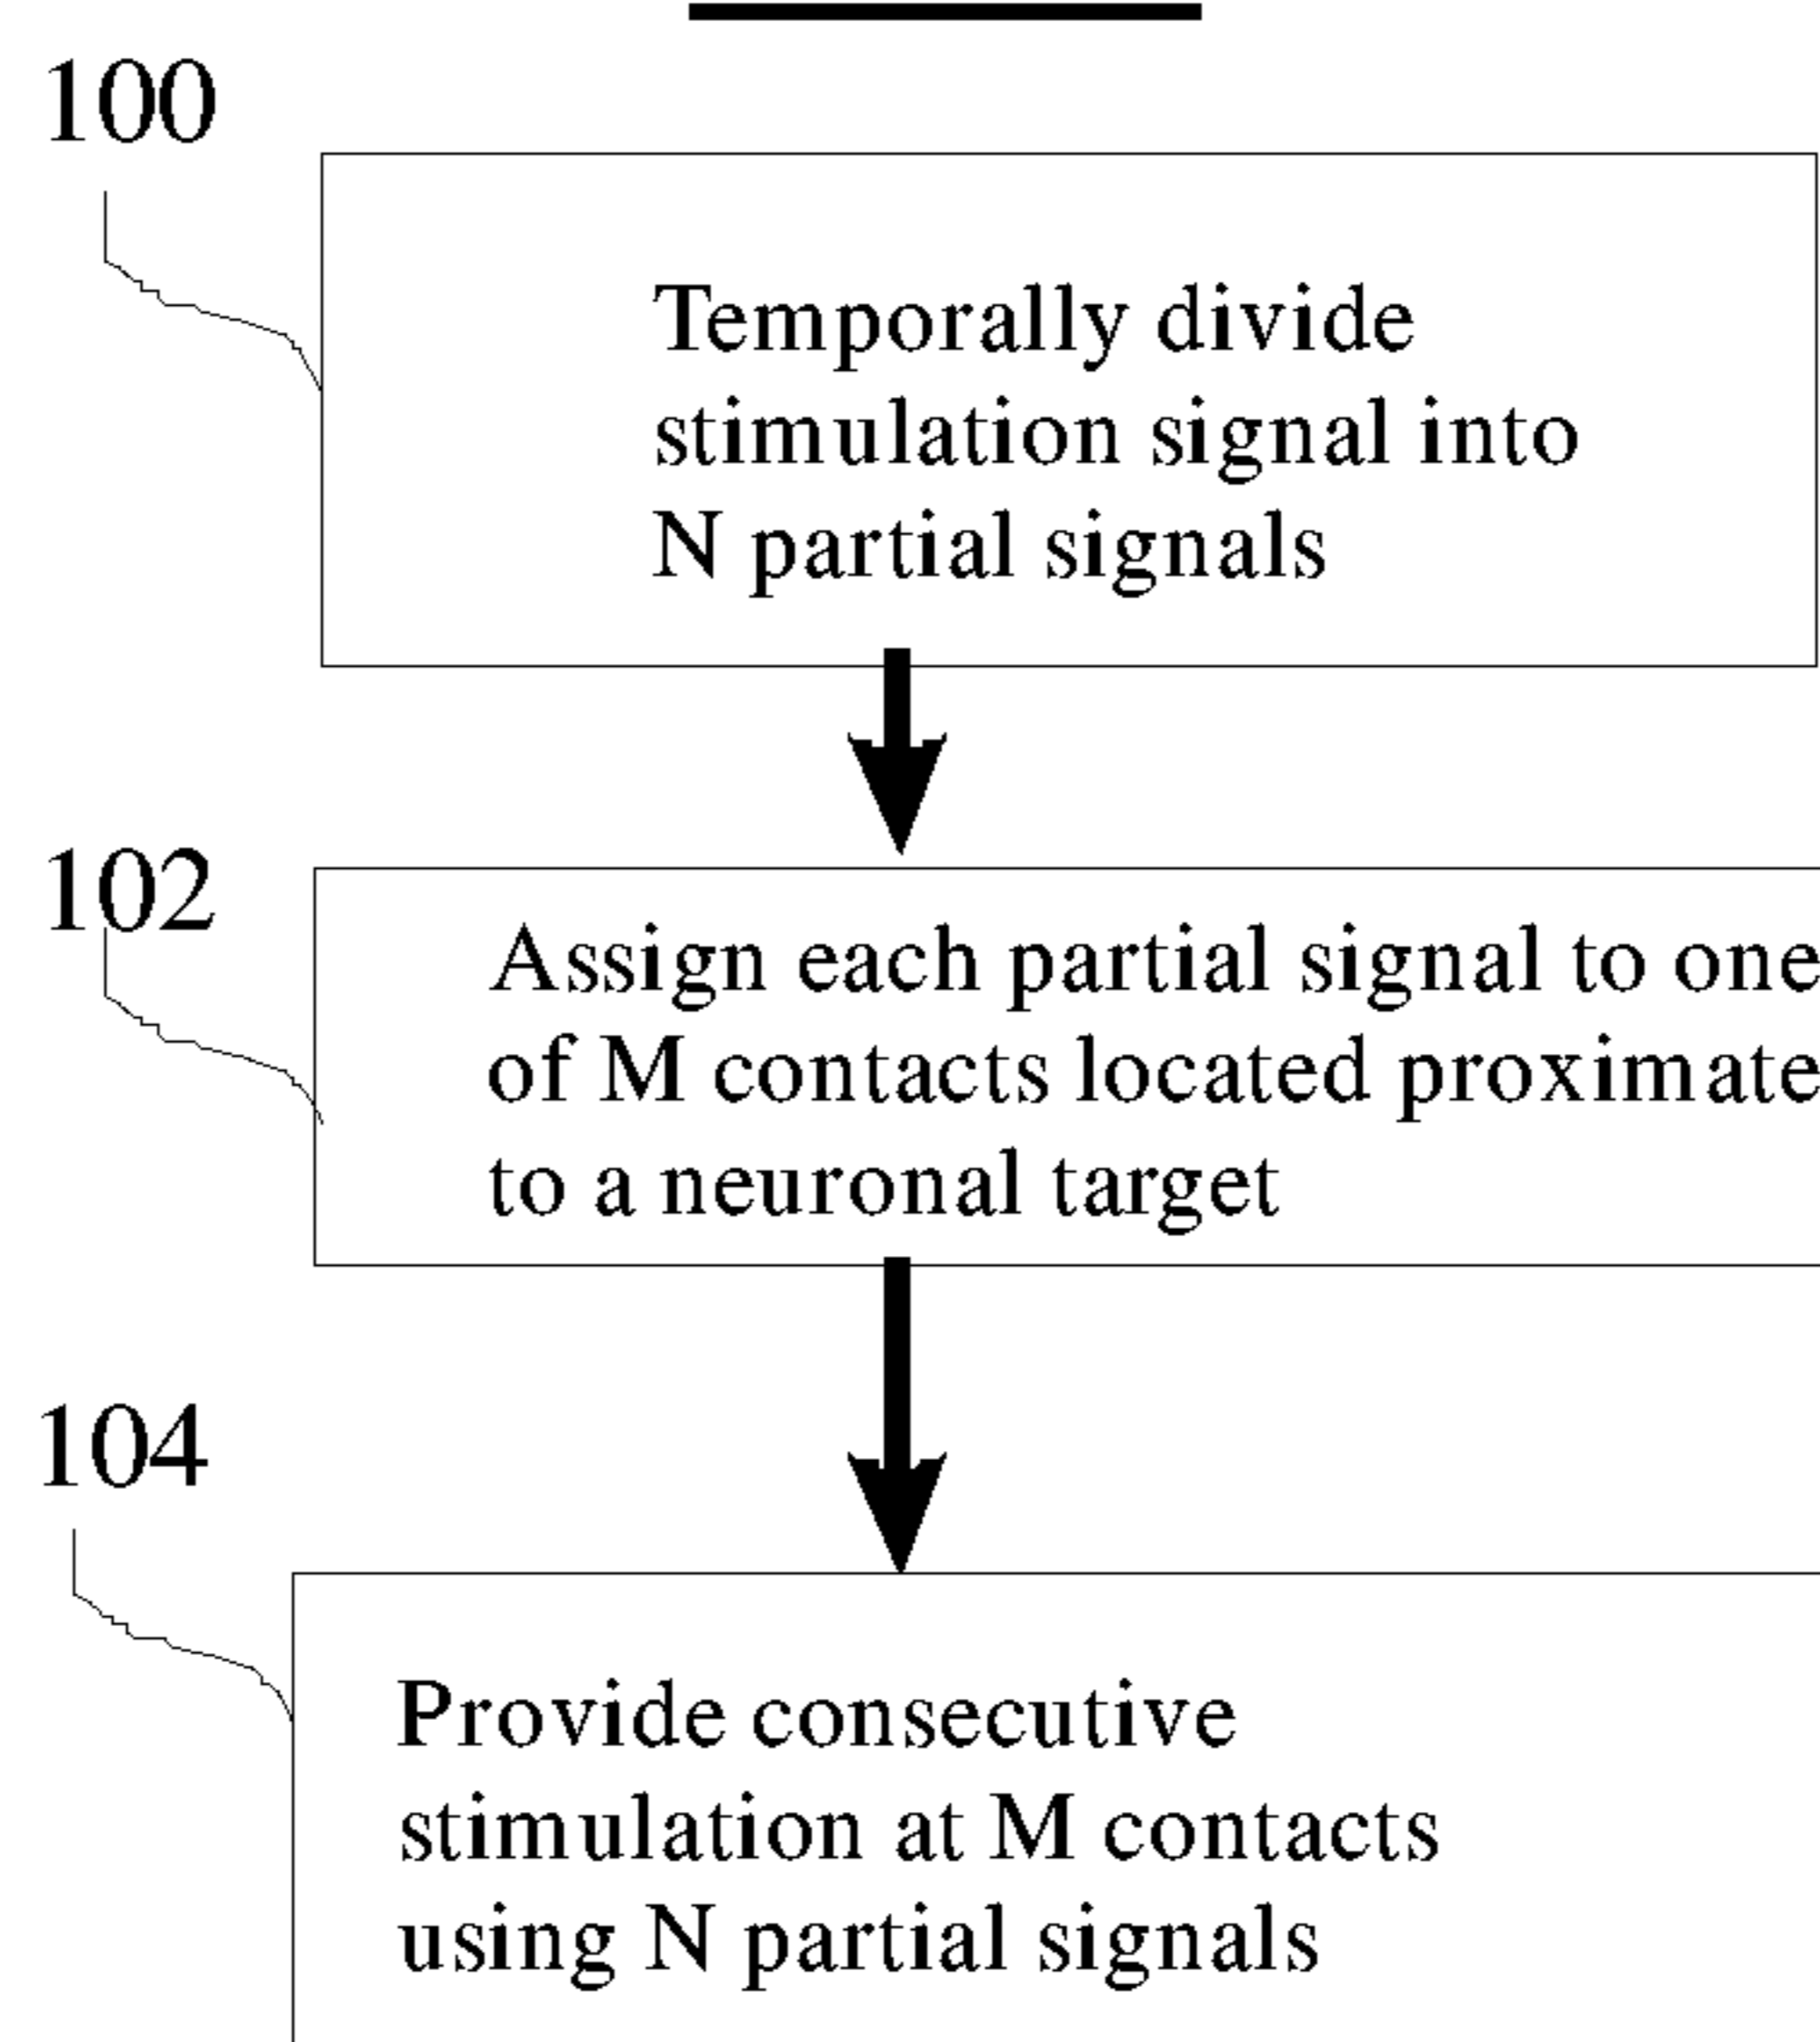 100
Temporally divide
stimulation signal into
N partial signals
102
Assign each partial signal to one
of M contacts located proximate
to a neuronal target
104
Provide consecutive
stimulation at M contacts
using N partial signals